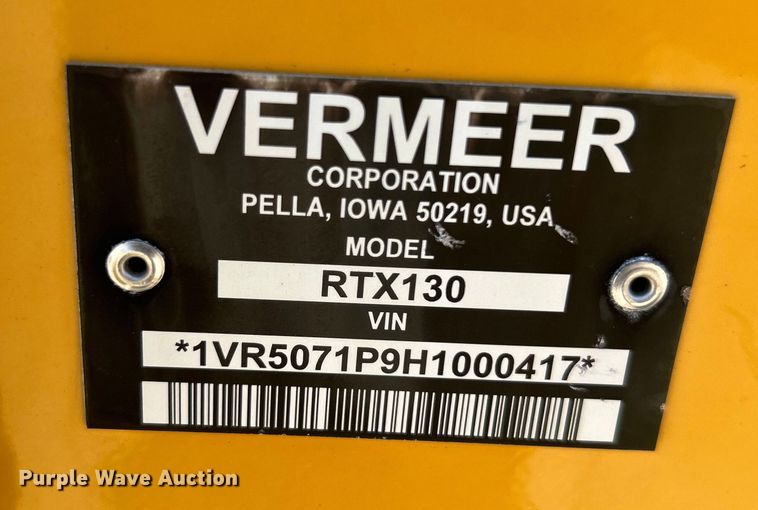 VERMEER
CORPORATION
PELLA, IOWA 50219, USA
MODEL
RTX130
VIN
*1VR5071P9H1000417*
Purple Wave Auction